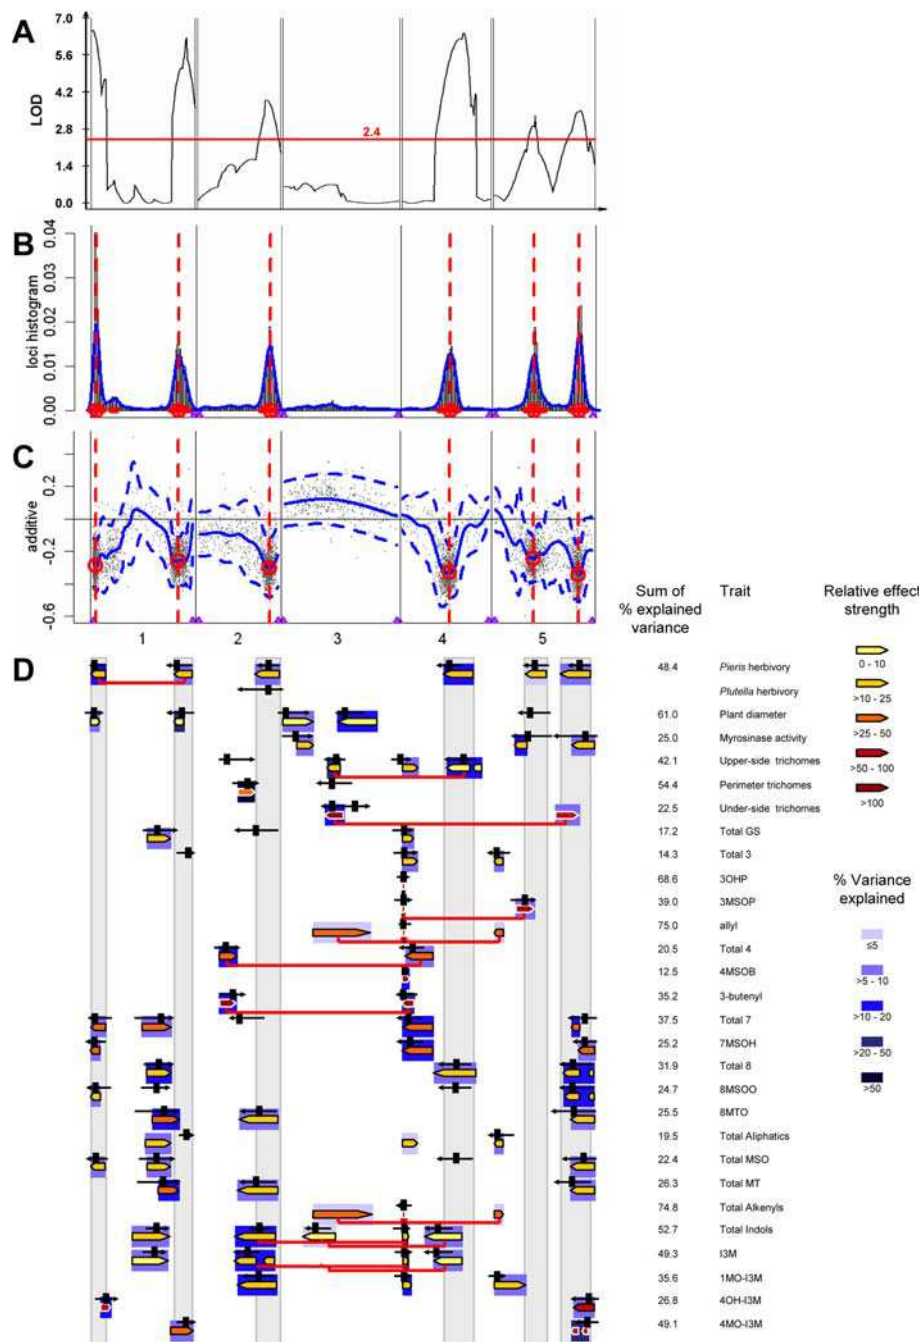 A
LOD
7.0
5.6
4.2
2.8
1.4
0.0
2.4
B
loci histogram
0.04
0.03
0.02
0.01
0.00
C
additive
0.2
-0.2
-0.6
1 2 3 4 5
D
Sum of % explained variance
Trait
48.4 Pieris herbivory
Plutella herbivory
61.0 Plant diameter
25.0 Myrosinase activity
42.1 Upper-side trichomes
54.4 Perimeter trichomes
22.5 Under-side trichomes
17.2 Total GS
14.3 Total 3
68.6 3OHP
39.0 3MSOP
75.0 allyl
20.5 Total 4
12.5 4MSOB
35.2 3-butenyl
37.5 Total 7
25.2 7MSOH
31.9 Total 8
24.7 8MSOO
25.5 8MTO
19.5 Total Aliphatics
22.4 Total MSO
26.3 Total MT
74.8 Total Alkenyls
52.7 Total Indols
49.3 I3M
35.6 1MO-I3M
26.8 4OH-I3M
49.1 4MO-I3M
Relative effect strength
0 - 10
>10 - 25
>25 - 50
>50 - 100
>100
% Variance explained
≤5
>5 - 10
>10 - 20
>20 - 50
>50